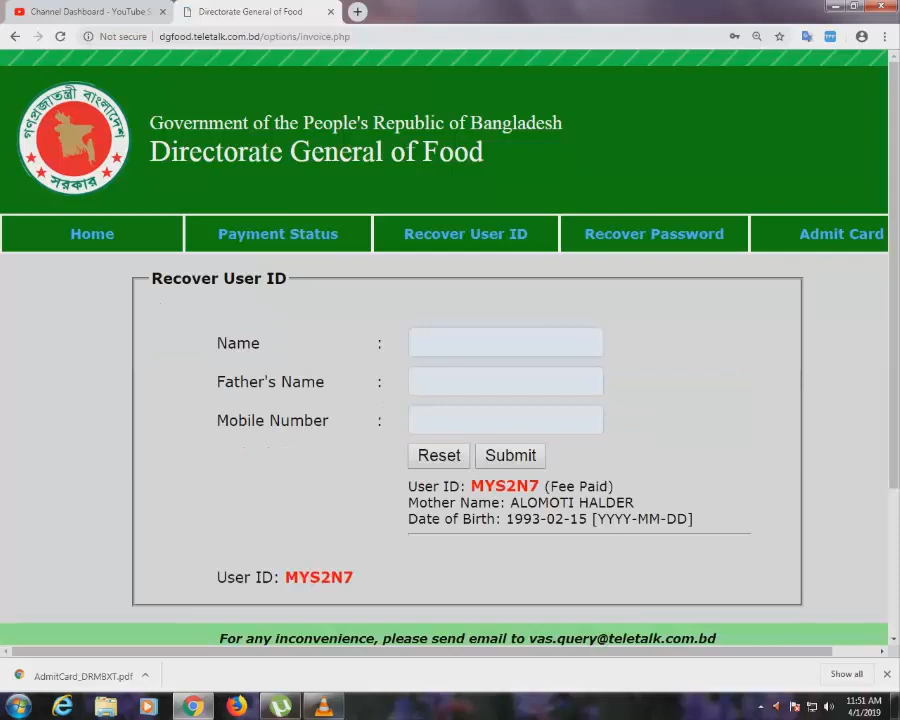 Channel Dashboard - YouTube S
Directorate General of Food
Not secure | dgfood.teletalk.com.bd/options/invoice.php
গণপ্রজাতন্ত্রী বাংলাদেশ
সরকার
Government of the People's Republic of Bangladesh
Directorate General of Food
Home
Payment Status
Recover User ID
Recover Password
Admit Card
Recover User ID
Name :
Father's Name :
Mobile Number :
Reset
Submit
User ID: MYS2N7 (Fee Paid)
Mother Name: ALOMOTI HALDER
Date of Birth: 1993-02-15 [YYYY-MM-DD]
User ID: MYS2N7
For any inconvenience, please send email to vas.query@teletalk.com.bd
AdmitCard_DRMBXT.pdf
Show all
11:51 AM
4/1/2019